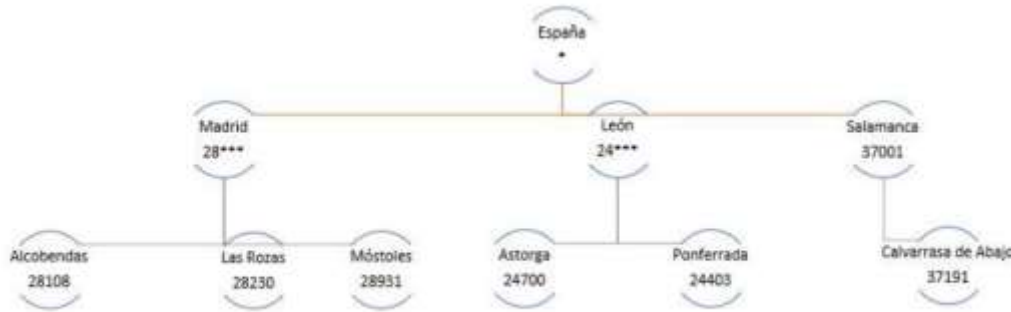 España
*
Madrid
28***
León
24***
Salamanca
37001
Alcobendas
28108
Las Rozas
28230
Móstoles
28931
Astorga
24700
Ponferrada
24403
Calvarrasa de Abajo
37191